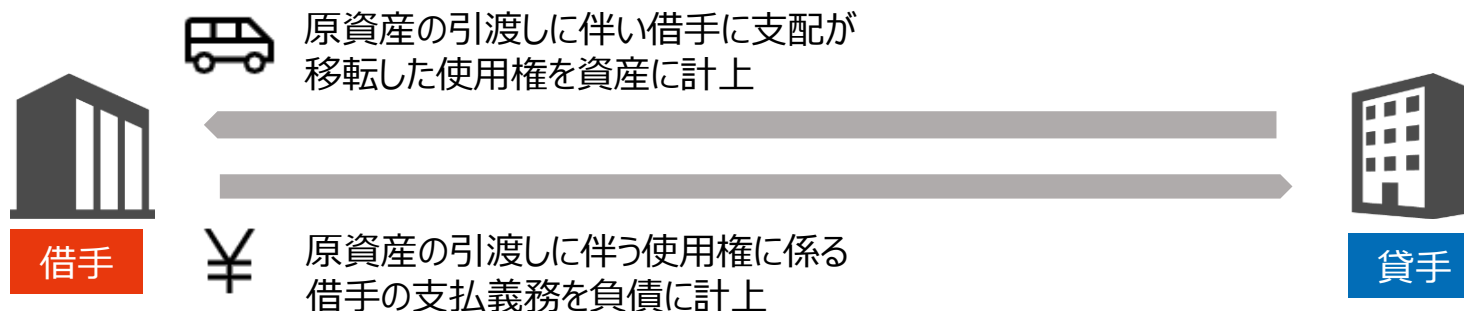 原資産の引渡しに伴い借手に支配が
移転した使用権を資産に計上
借手
貸手
¥
原資産の引渡しに伴う使用権に係る
借手の支払義務を負債に計上